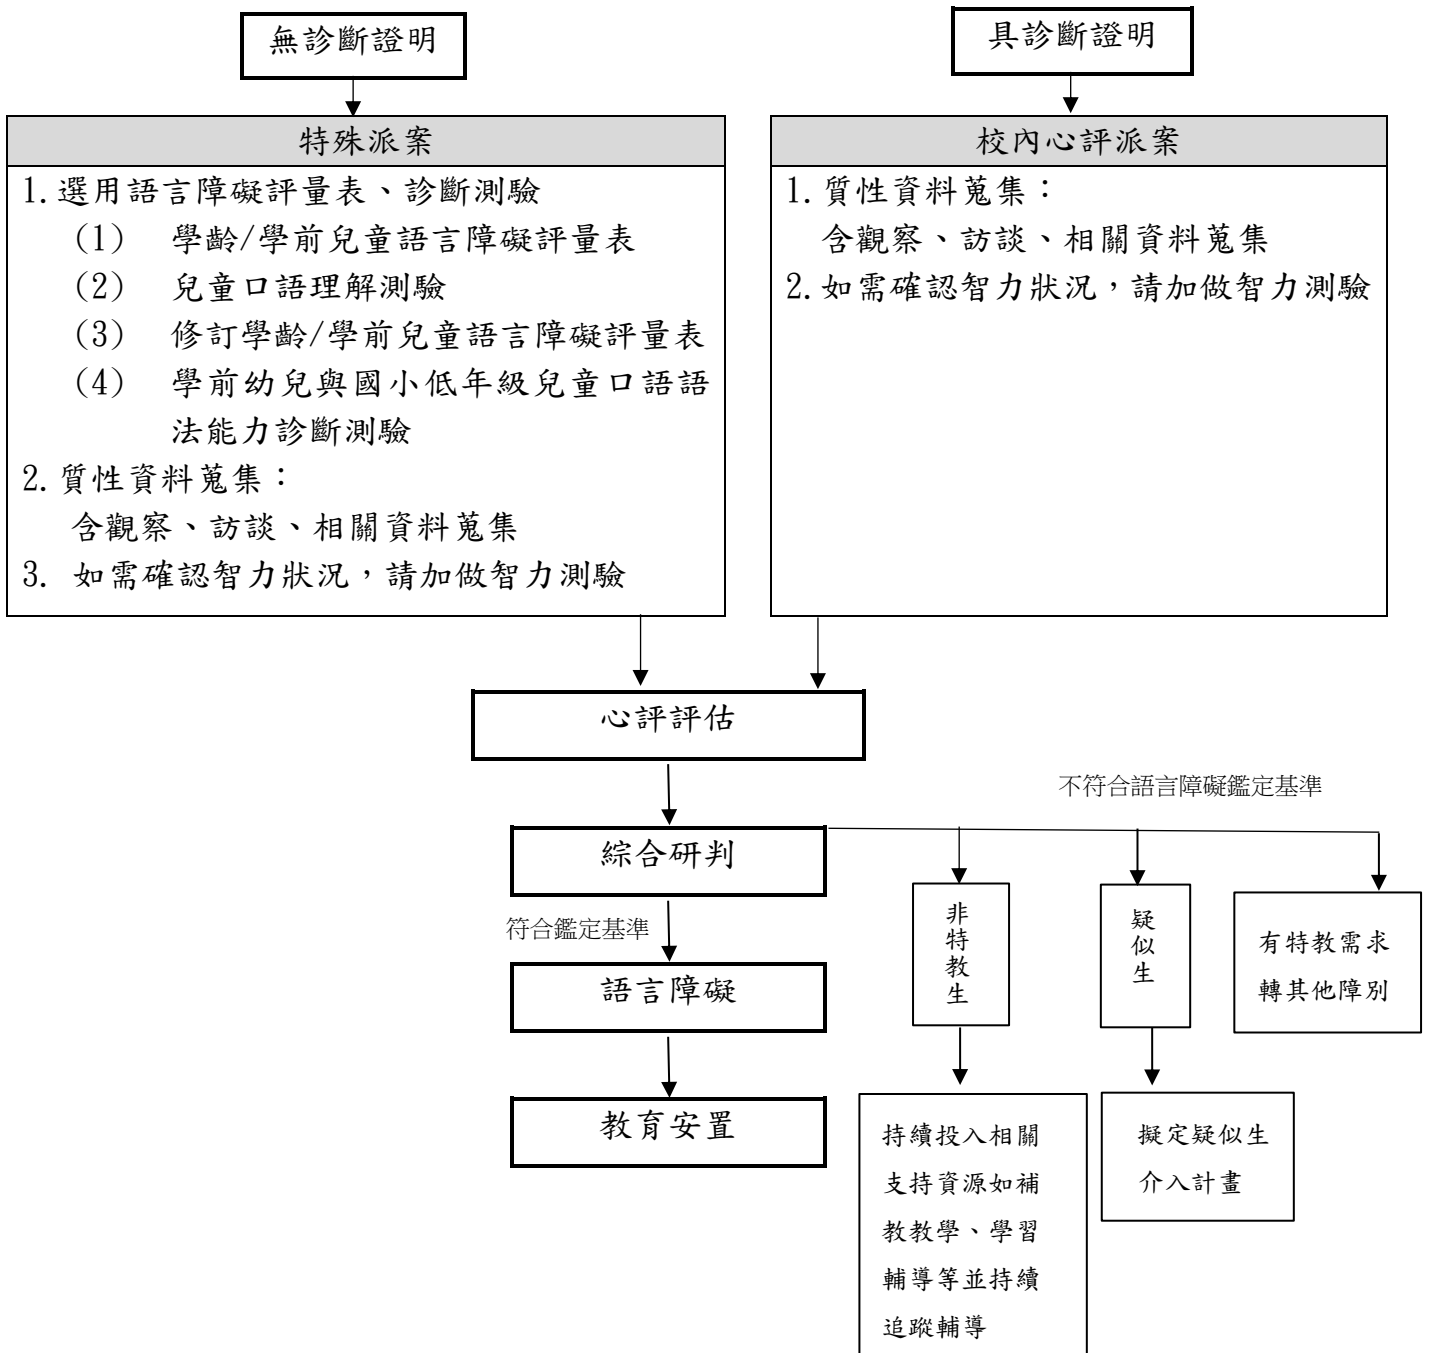 無診斷證明
具診斷證明
特殊派案
1.選用語言障礙評量表、診斷測驗
(1) 學齡/學前兒童語言障礙評量表
(2) 兒童口語理解測驗
(3) 修訂學齡/學前兒童語言障礙評量表
(4) 學前幼兒與國小低年級兒童口語語
法能力診斷測驗
2.質性資料蒐集：
含觀察、訪談、相關資料蒐集
3. 如需確認智力狀況，請加做智力測驗
校內心評派案
1.質性資料蒐集：
含觀察、訪談、相關資料蒐集
2.如需確認智力狀況，請加做智力測驗
心評評估
不符合語言障礙鑑定基準
綜合研判
符合鑑定基準
語言障礙
教育安置
非特教生
疑似生
有特教需求
轉其他障別
持續投入相關
支持資源如補
教教學、學習
輔導等並持續
追蹤輔導
擬定疑似生
介入計畫